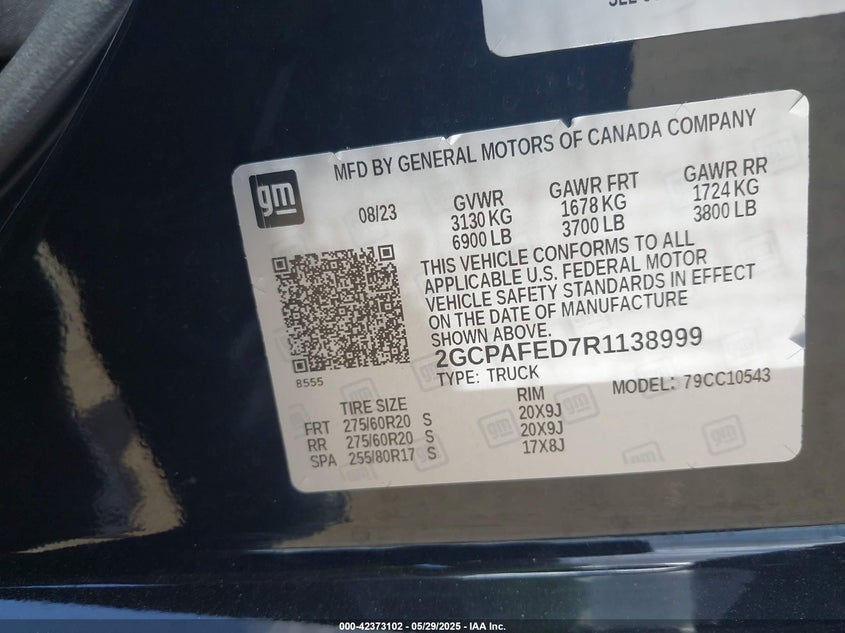 MFD BY GENERAL MOTORS OF CANADA COMPANY
gm
08/23
GVWR
3130 KG
6900 LB
GAWR FRT
1678 KG
3700 LB
GAWR RR
1724 KG
3800 LB
THIS VEHICLE CONFORMS TO ALL
APPLICABLE U.S. FEDERAL MOTOR
VEHICLE SAFETY STANDARDS IN EFFECT
ON THE DATE OF MANUFACTURE
SHOWN ABOVE.
2GCPAFED7R1138999
TYPE: TRUCK
MODEL: 79CC10543
8555
TIRE SIZE RIM
FRT 275/60R20 S 20X9J
RR 275/60R20 S 20X9J
SPA 255/80R17 S 17X8J
000-42373102 - 05/29/2025 - IAA Inc.